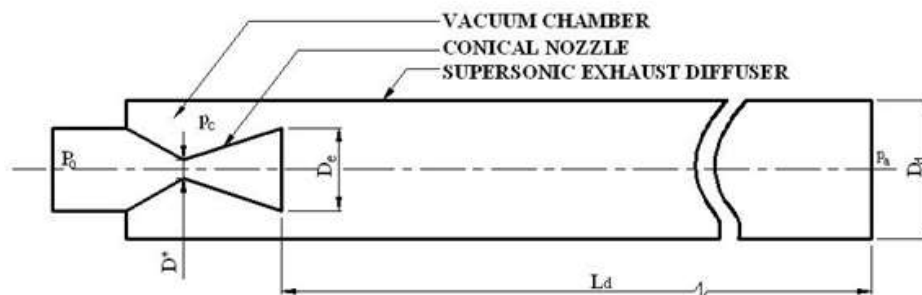 VACUUM CHAMBER
CONICAL NOZZLE
SUPERSONIC EXHAUST DIFFUSER
Pc
P0
De
pa
Dd
D*
Ld